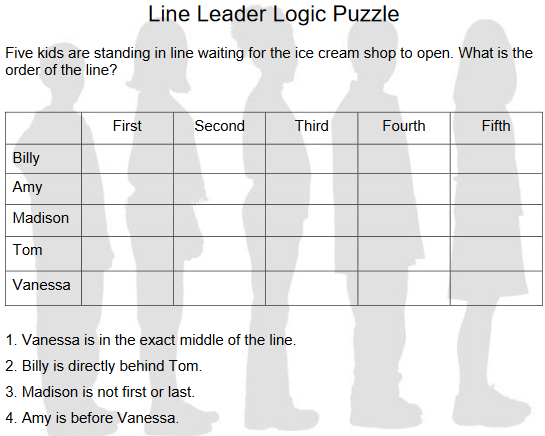 Line Leader Logic Puzzle
Five kids are standing in line waiting for the ice cream shop to open. What is the
order of the line?
First Second Third Fourth Fifth
Billy
Amy
Madison
Tom
Vanessa
1. Vanessa is in the exact middle of the line.
2. Billy is directly behind Tom.
3. Madison is not first or last.
4. Amy is before Vanessa.